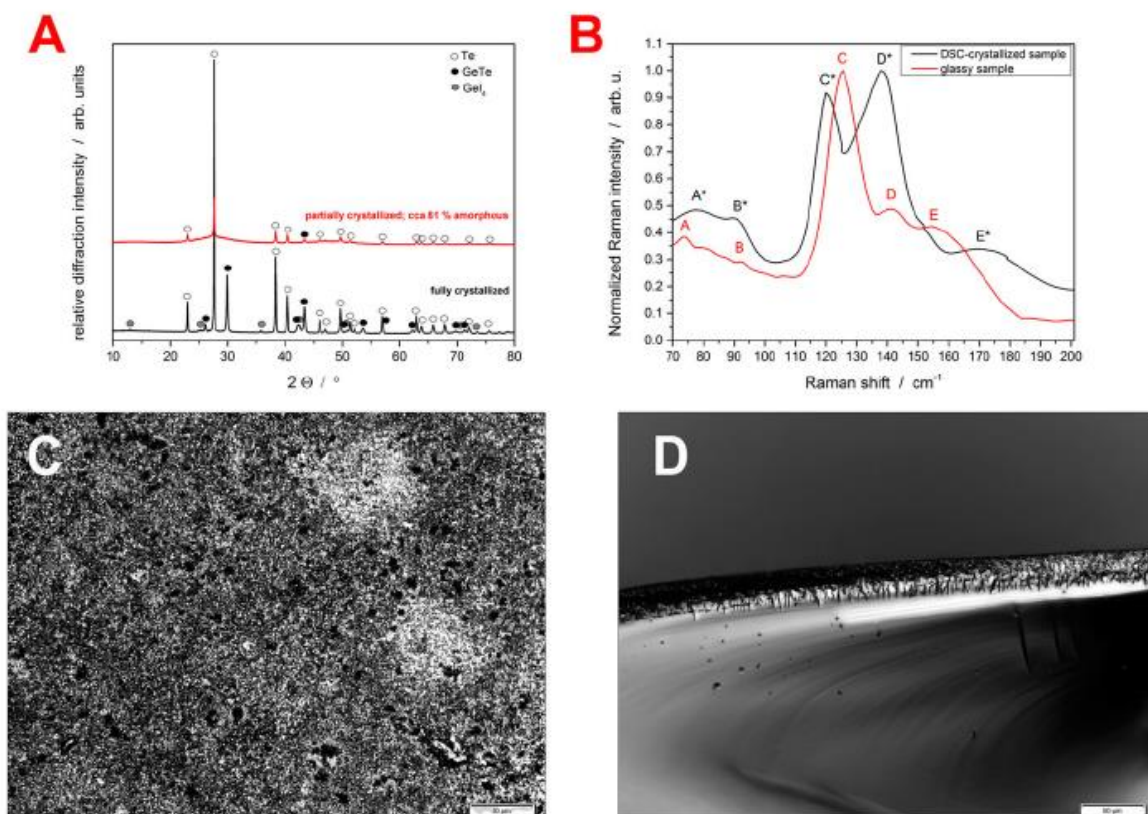 A
relative diffraction intensity / arb. units
Te
GeTe
GeI₄
partially crystallized; cca 81 % amorphous
fully crystallized
10 20 30 40 50 60 70 80
2 Θ / °
B
Normalized Raman intensity / arb. u.
1.1
1.0
0.9
0.8
0.7
0.6
0.5
0.4
0.3
0.2
0.1
0.0
DSC-crystallized sample
glassy sample
C
D*
C*
A*
B*
D
E
A
B
E*
70 80 90 100 110 120 130 140 150 160 170 180 190 200
Raman shift / cm⁻¹
C
D